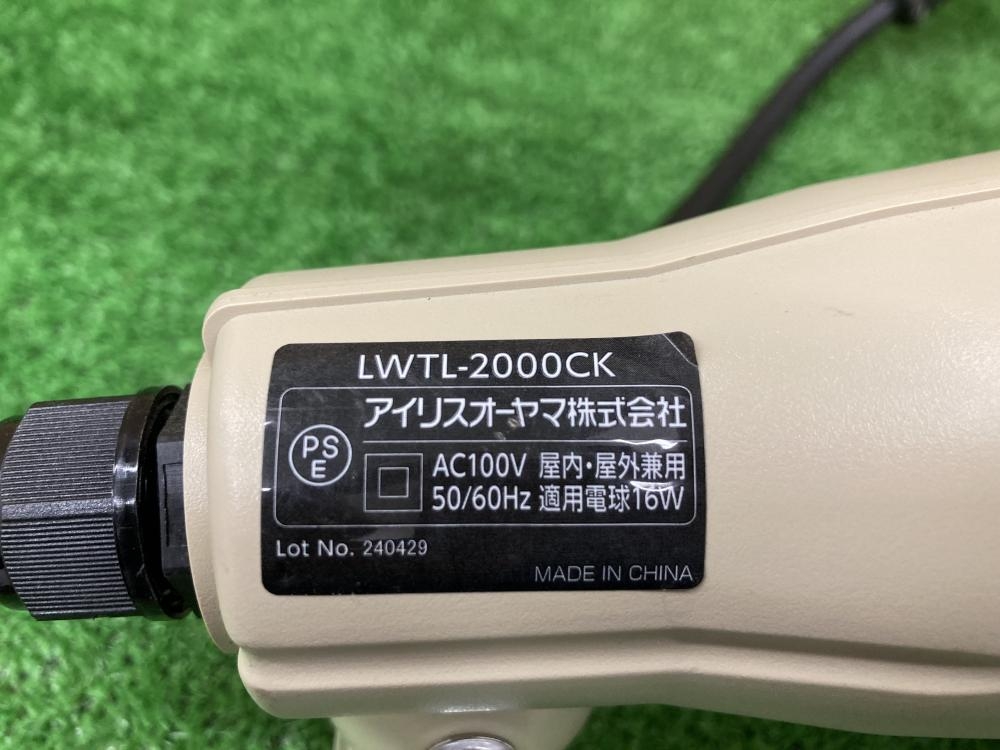 LWTL-2000CK
アイリスオーヤマ株式会社
PS
E
AC100V 屋内・屋外兼用
50/60Hz 適用電球16W
Lot No. 240429
MADE IN CHINA